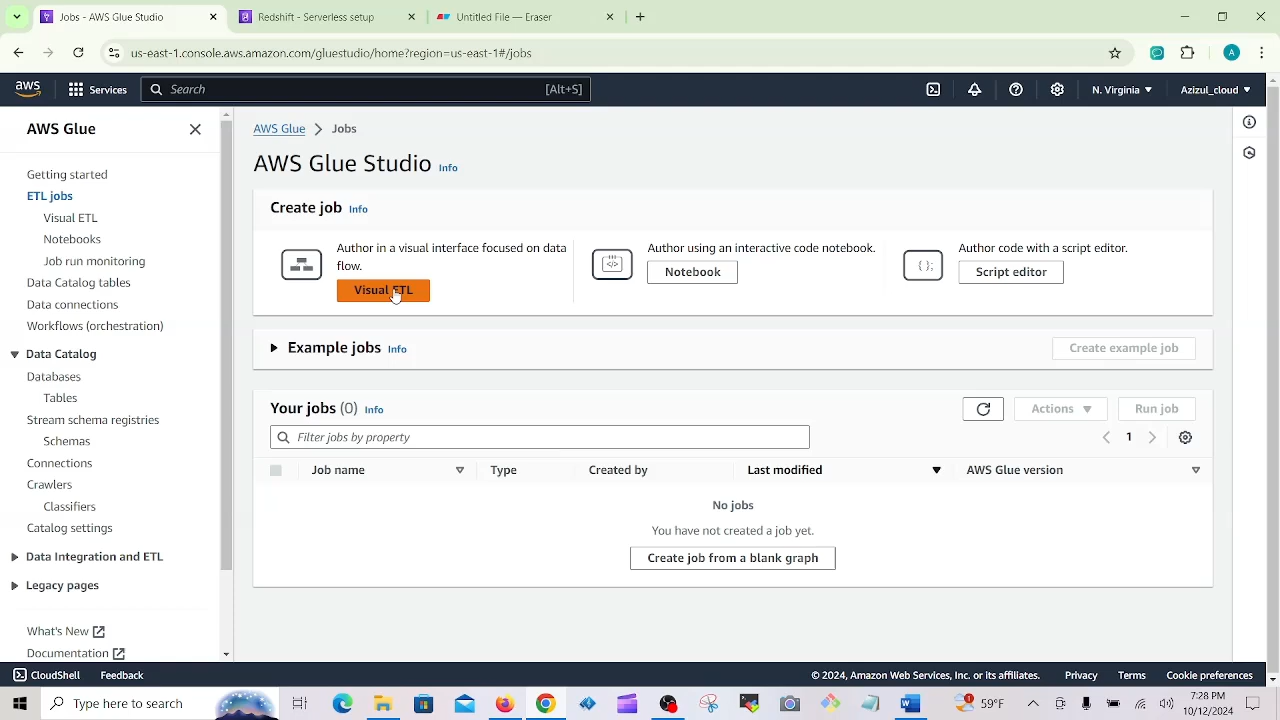 Jobs - AWS Glue Studio
Redshift - Serverless setup
Untitled File — Eraser
us-east-1.console.aws.amazon.com/gluestudio/home?region=us-east-1#/jobs
A
aws
Services
Search
[Alt+S]
N. Virginia
Azizul_cloud
AWS Glue
Getting started
ETL jobs
Visual ETL
Notebooks
Job run monitoring
Data Catalog tables
Data connections
Workflows (orchestration)
Data Catalog
Databases
Tables
Stream schema registries
Schemas
Connections
Crawlers
Classifiers
Catalog settings
Data Integration and ETL
Legacy pages
What's New
Documentation
AWS Glue > Jobs
AWS Glue Studio Info
Create job Info
Author in a visual interface focused on data
flow.
Visual ETL
Author using an interactive code notebook.
Notebook
Author code with a script editor.
Script editor
Example jobs Info
Create example job
Your jobs (0) Info
Actions
Run job
Filter jobs by property
1
Job name
Type
Created by
Last modified
AWS Glue version
No jobs
You have not created a job yet.
Create job from a blank graph
CloudShell
Feedback
© 2024, Amazon Web Services, Inc. or its affiliates.
Privacy
Terms
Cookie preferences
Type here to search
59°F
7:28 PM
10/12/2024